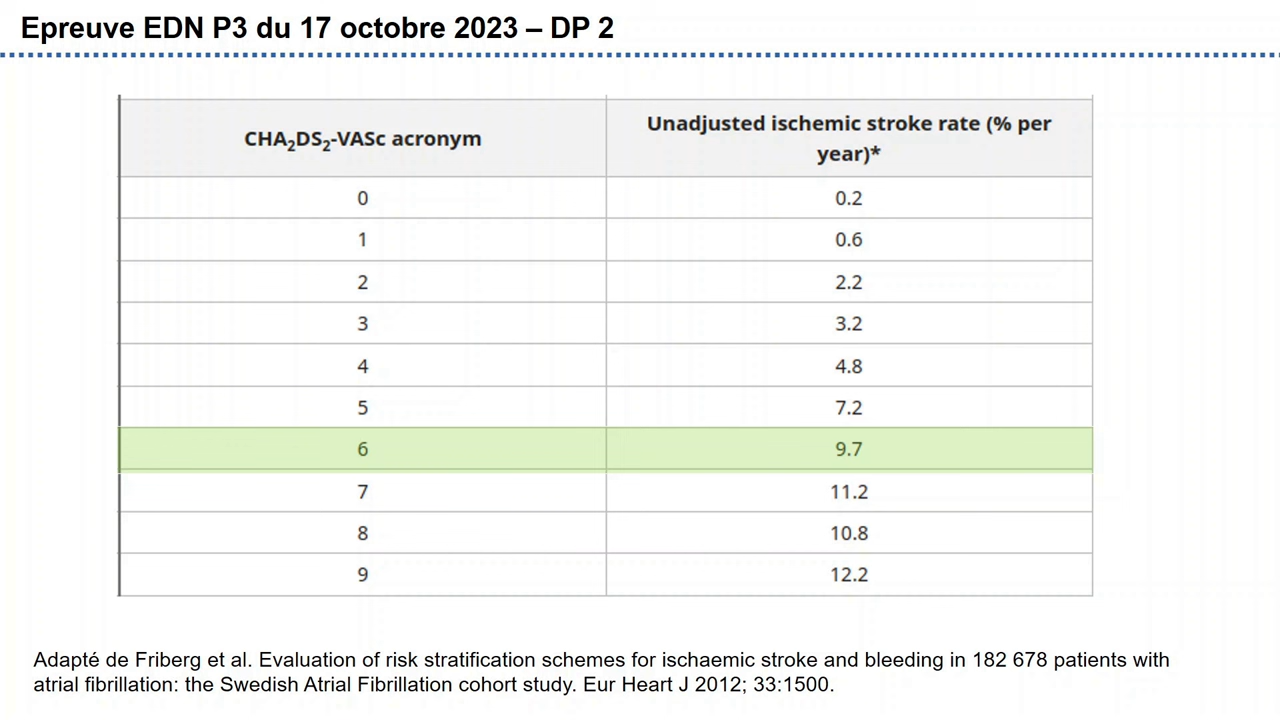 Epreuve EDN P3 du 17 octobre 2023 – DP 2
CHA₂DS₂-VASc acronym
Unadjusted ischemic stroke rate (% per
year)*
0 0.2
1 0.6
2 2.2
3 3.2
4 4.8
5 7.2
6 9.7
7 11.2
8 10.8
9 12.2
Adapté de Friberg et al. Evaluation of risk stratification schemes for ischaemic stroke and bleeding in 182 678 patients with
atrial fibrillation: the Swedish Atrial Fibrillation cohort study. Eur Heart J 2012; 33:1500.